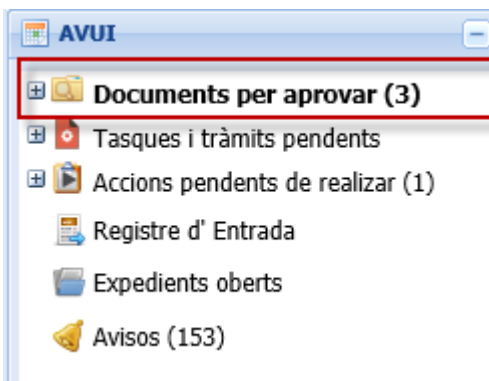 AVUI
Documents per aprovar (3)
Tasques i tràmits pendents
Accions pendents de realizar (1)
Registre d' Entrada
Expedients oberts
Avisos (153)